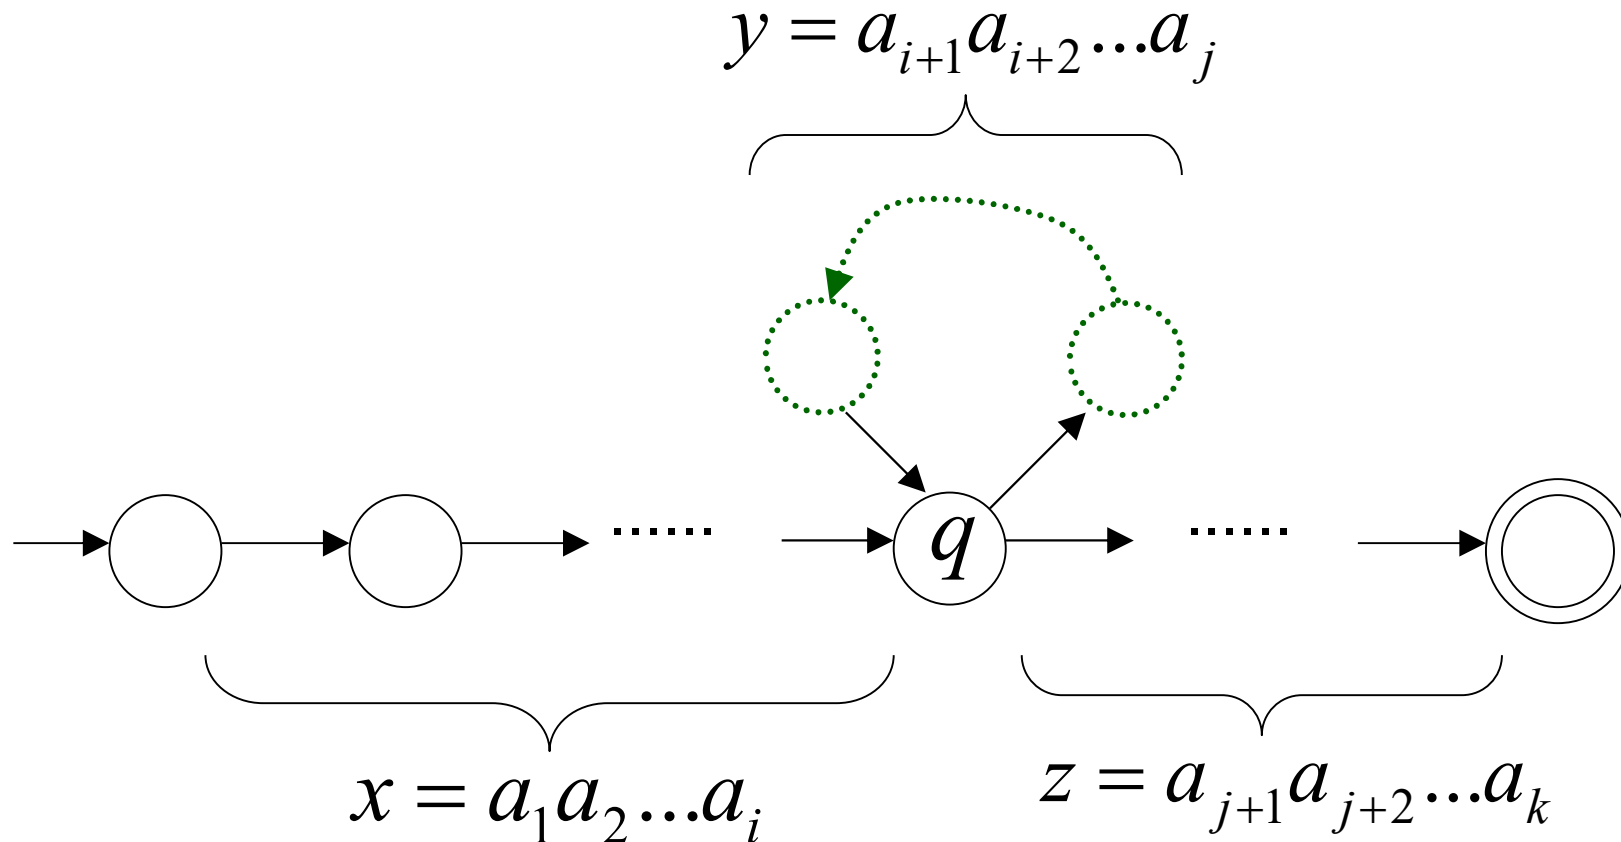 y = a_{i+1}a_{i+2}...a_j
......
q
......
x = a_1a_2...a_i
z = a_{j+1}a_{j+2}...a_k